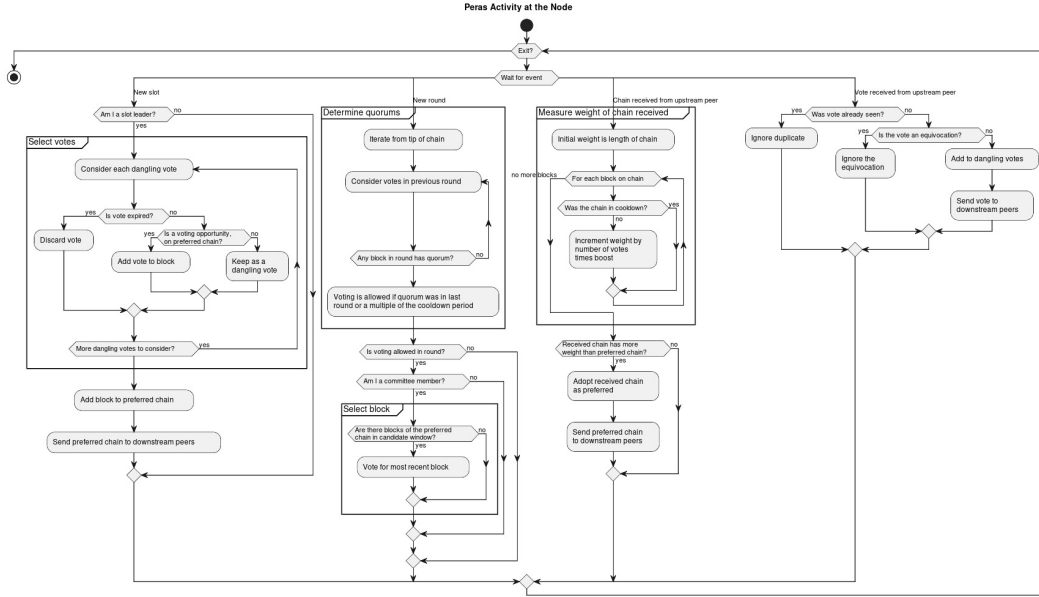 Peras Activity at the Node
Exit?
Wait for event
New slot
Am I a slot leader?
no
yes
Select votes
Consider each dangling vote
Is vote expired?
yes
no
Discard vote
Is a voting opportunity,
on preferred chain?
yes
no
Add vote to block
Keep as a
dangling vote
More dangling votes to consider?
yes
Add block to preferred chain
Send preferred chain to downstream peers
New round
Determine quorums
Iterate from tip of chain
Consider votes in previous round
Any block in round has quorum?
no
Voting is allowed if quorum was in last
round or a multiple of the cooldown period
Is voting allowed in round?
no
yes
Am I a committee member?
no
yes
Select block
Are there blocks of the preferred
chain in candidate window?
no
yes
Vote for most recent block
Chain received from upstream peer
Measure weight of chain received
Initial weight is length of chain
no more blocks
For each block on chain
Was the chain in cooldown?
yes
no
Increment weight by
number of votes
times boost
Received chain has more
weight than preferred chain?
no
yes
Adopt received chain
as preferred
Send preferred chain
to downstream peers
Vote received from upstream peer
Was vote already seen?
yes
no
Ignore duplicate
Is the vote an equivocation?
yes
no
Ignore the
equivocation
Add to dangling votes
Send vote to
downstream peers